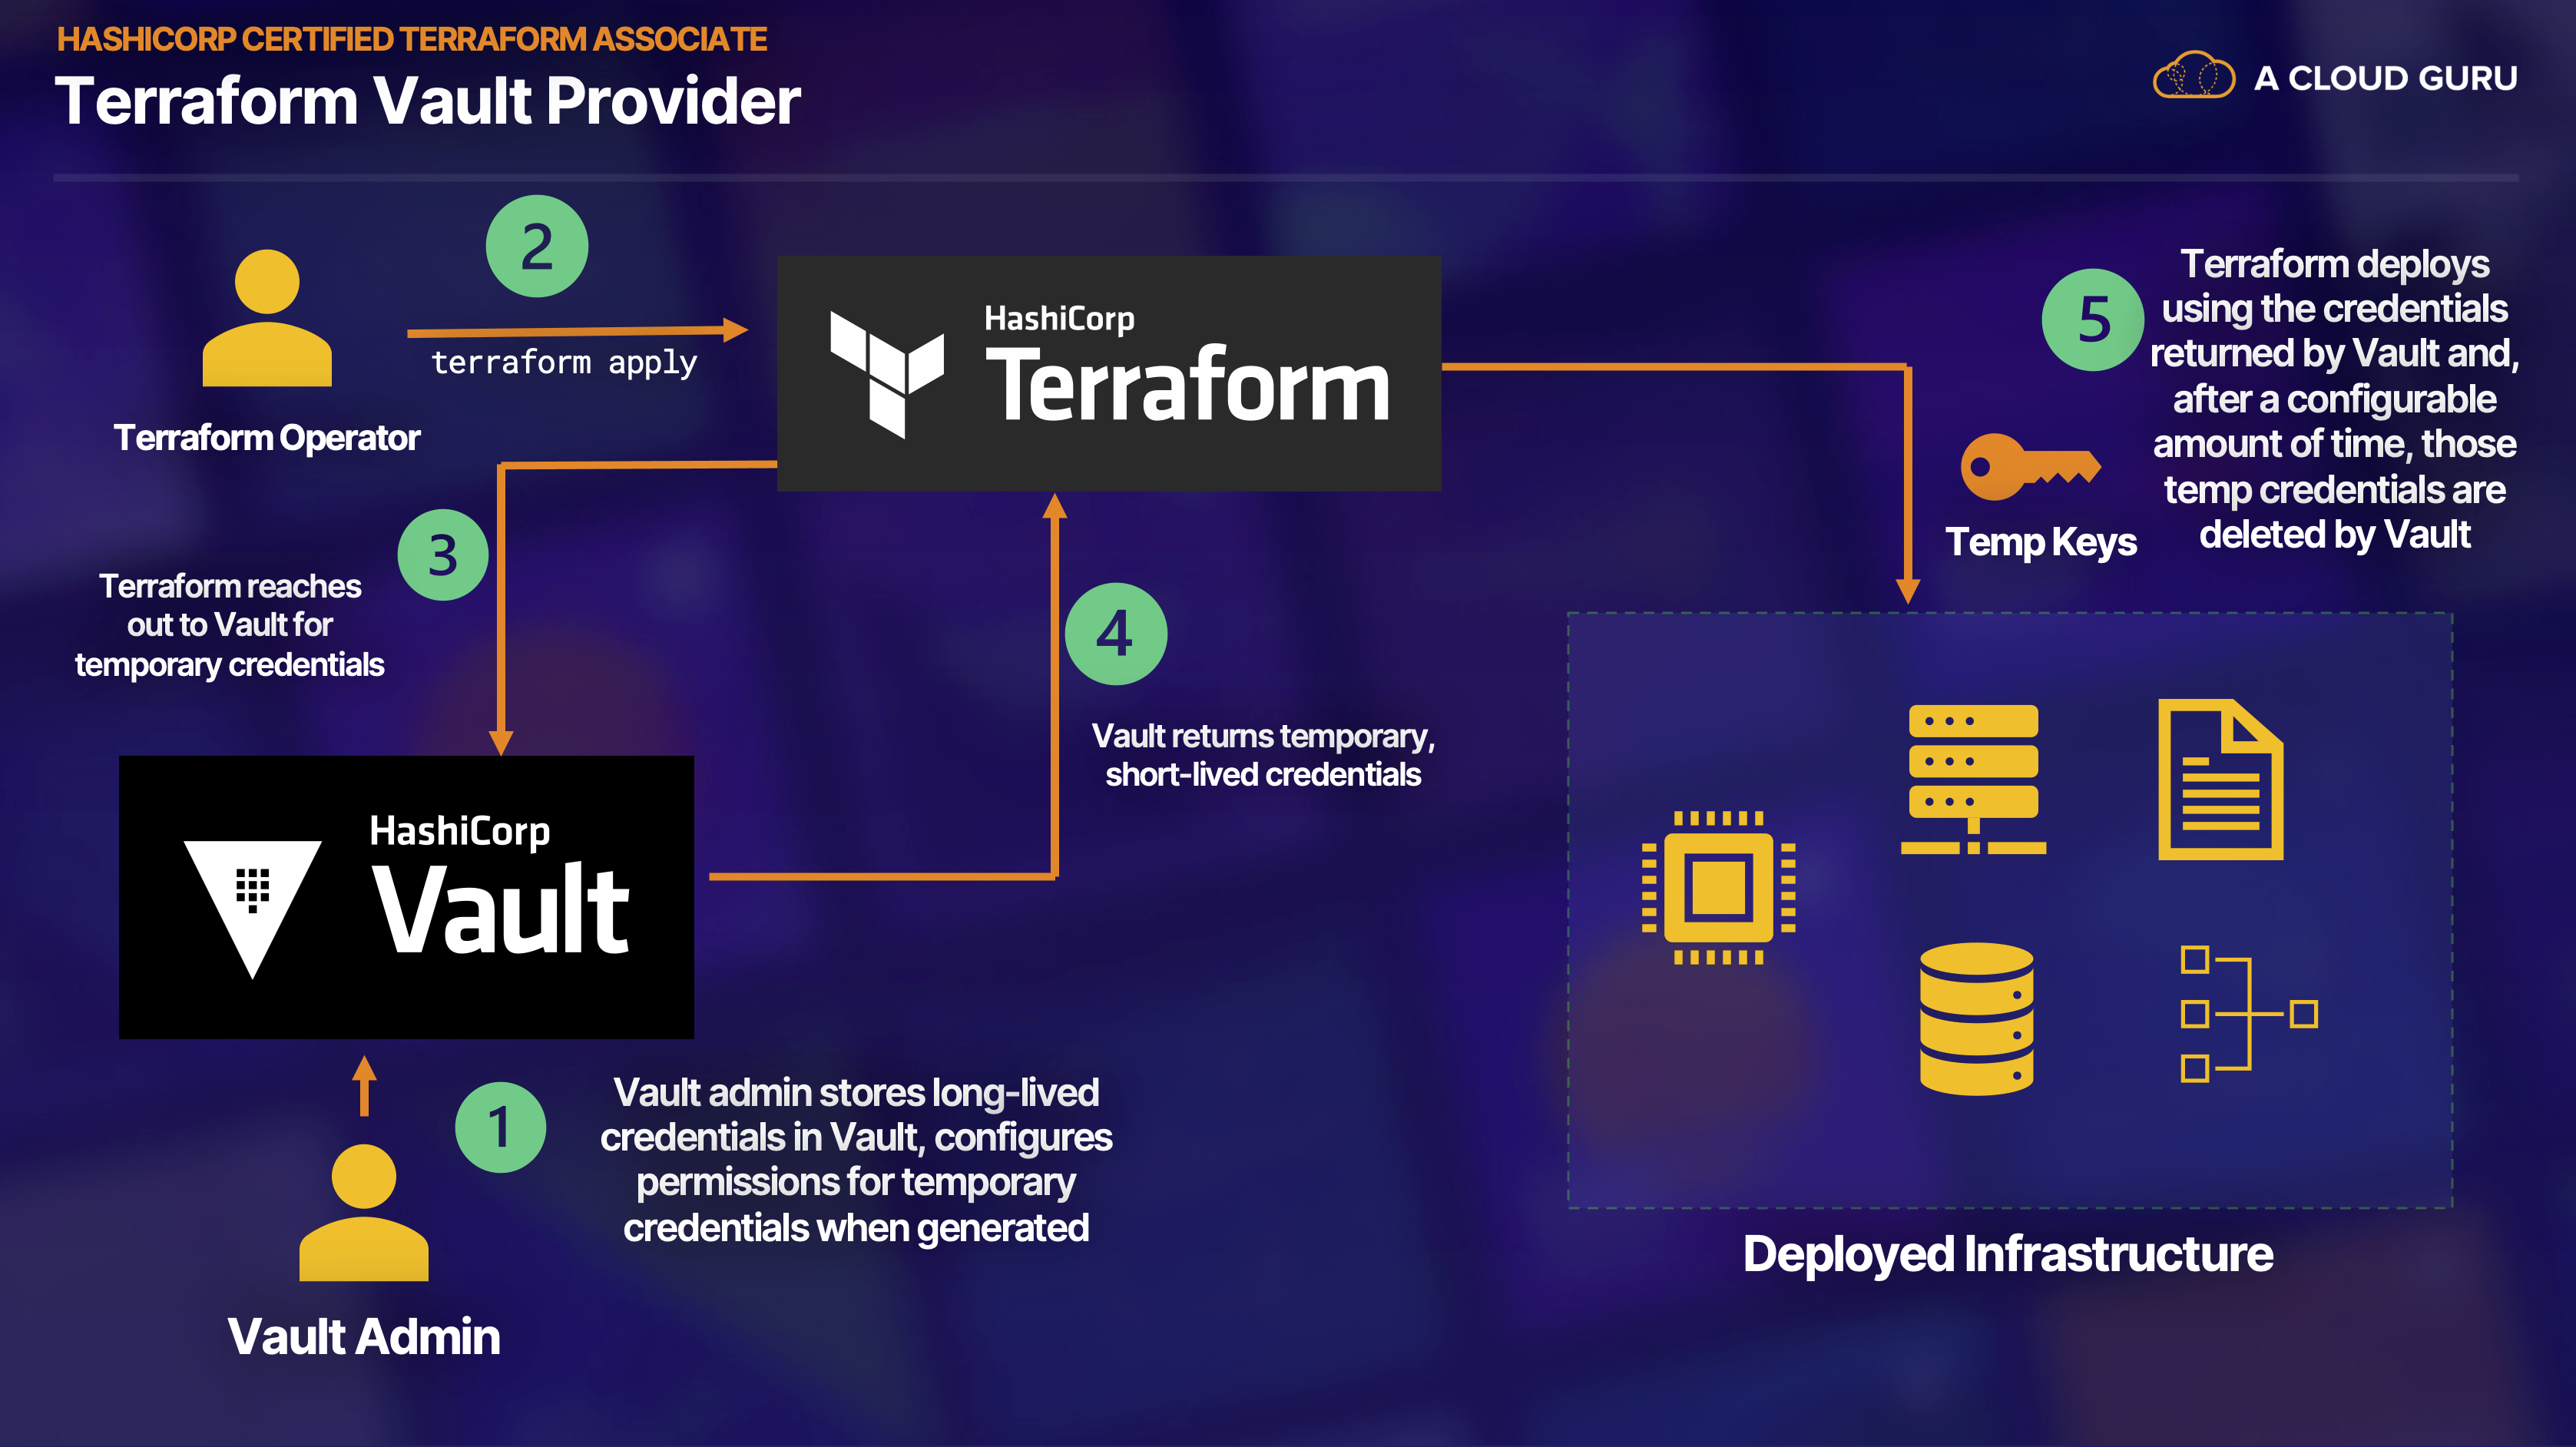 HASHICORP CERTIFIED TERRAFORM ASSOCIATE
Terraform Vault Provider
A CLOUD GURU
2
terraform apply
Terraform Operator
HashiCorp
Terraform
5
Terraform deploys
using the credentials
returned by Vault and,
after a configurable
amount of time, those
temp credentials are
deleted by Vault
Temp Keys
3
Terraform reaches
out to Vault for
temporary credentials
4
Vault returns temporary,
short-lived credentials
HashiCorp
Vault
1
Vault admin stores long-lived
credentials in Vault, configures
permissions for temporary
credentials when generated
Vault Admin
Deployed Infrastructure